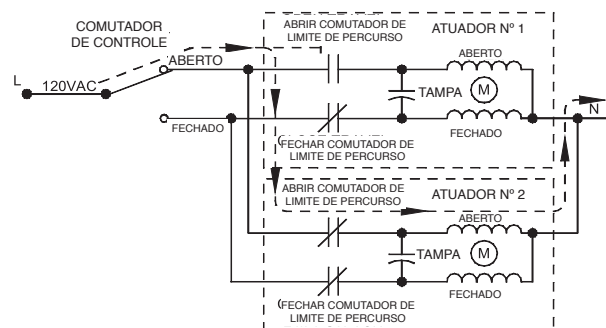 COMUTADOR
DE CONTROLE
L
120VAC
ABERTO
FECHADO
ABRIR COMUTADOR DE
LIMITE DE PERCURSO
ATUADOR Nº 1
ABERTO
TAMPA
M
FECHADO
N
(FECHAR COMUTADOR DE
LIMITE DE PERCURSO
ABRIR COMUTADOR DE
LIMITE DE PERCURSO
ATUADOR Nº 2
ABERTO
TAMPA
M
FECHADO
(FECHAR COMUTADOR DE
LIMITE DE PERCURSO